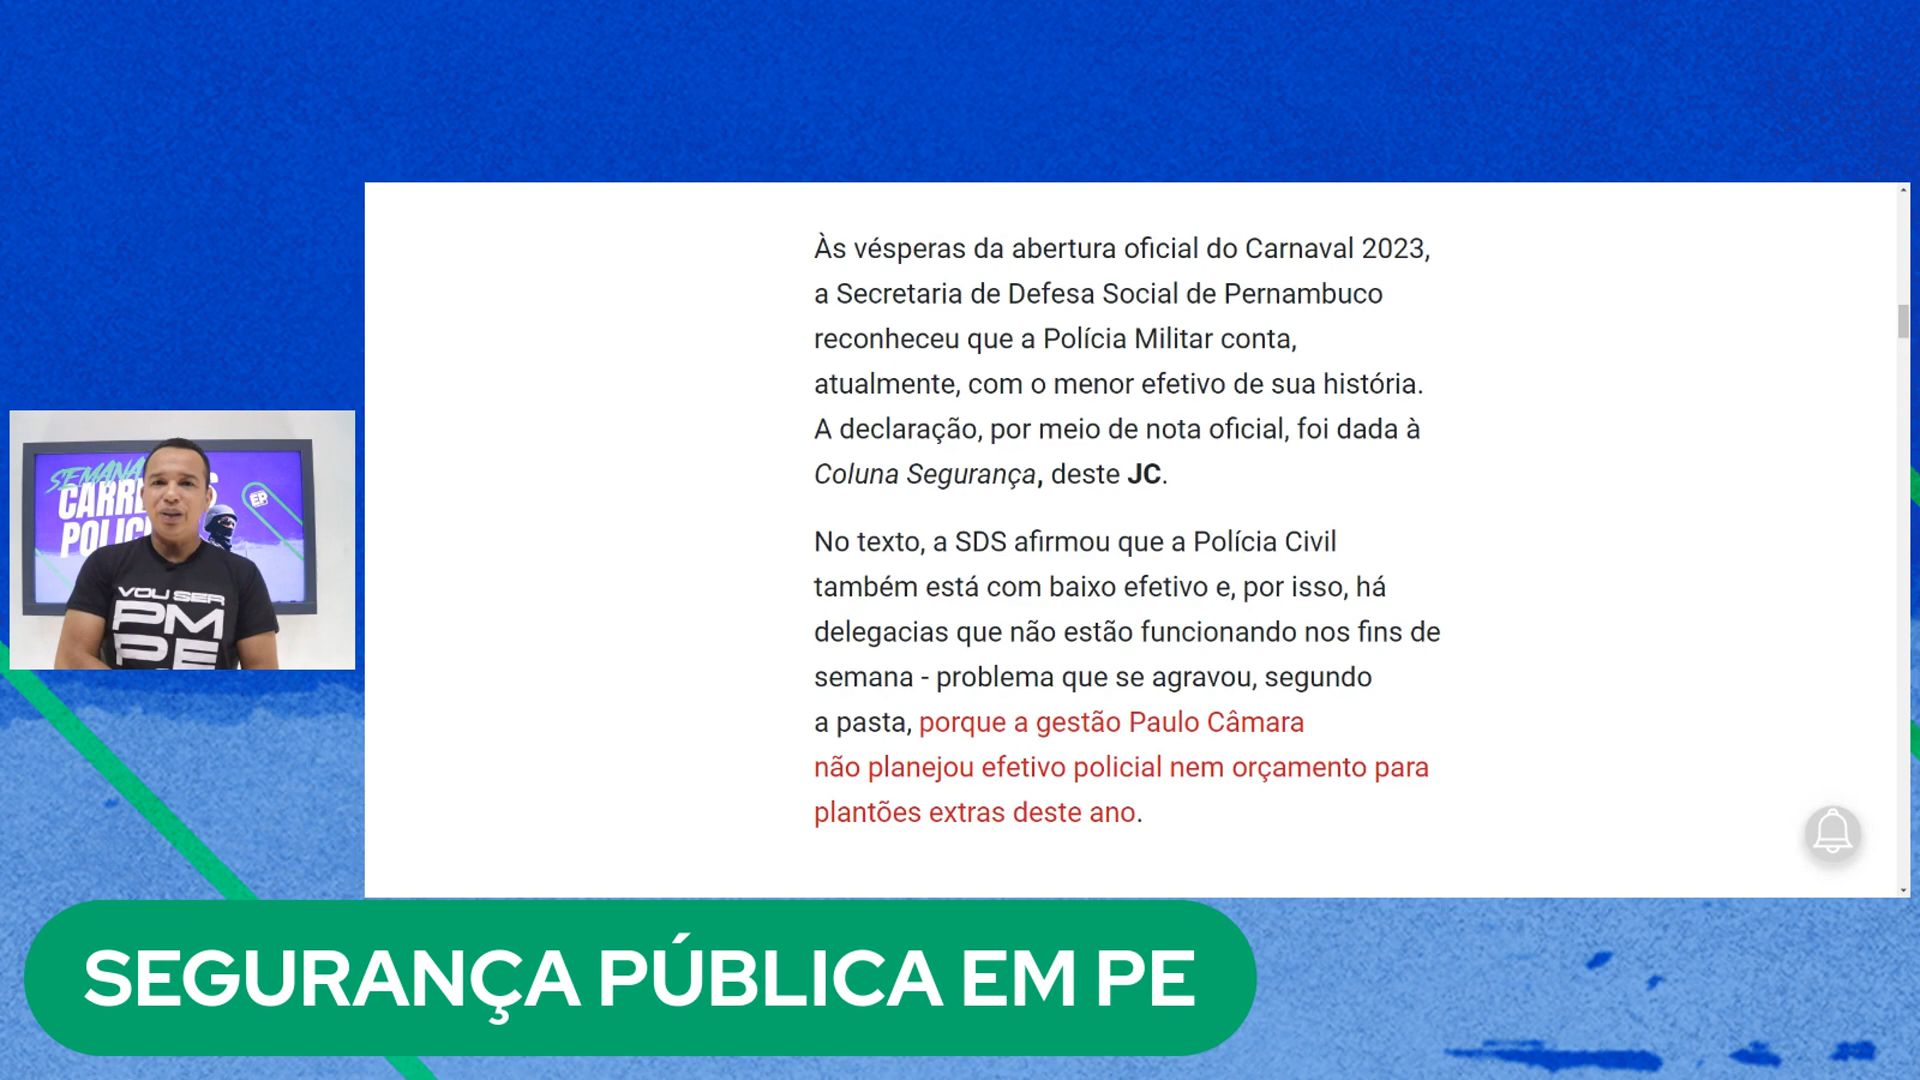 Às vésperas da abertura oficial do Carnaval 2023,
a Secretaria de Defesa Social de Pernambuco
reconheceu que a Polícia Militar conta,
atualmente, com o menor efetivo de sua história.
A declaração, por meio de nota oficial, foi dada à
Coluna Segurança, deste JC.
No texto, a SDS afirmou que a Polícia Civil
também está com baixo efetivo e, por isso, há
delegacias que não estão funcionando nos fins de
semana - problema que se agravou, segundo
a pasta, porque a gestão Paulo Câmara
não planejou efetivo policial nem orçamento para
plantões extras deste ano.
SEMANA
EP
VOU SER
PM
PE
SEGURANÇA PÚBLICA EM PE